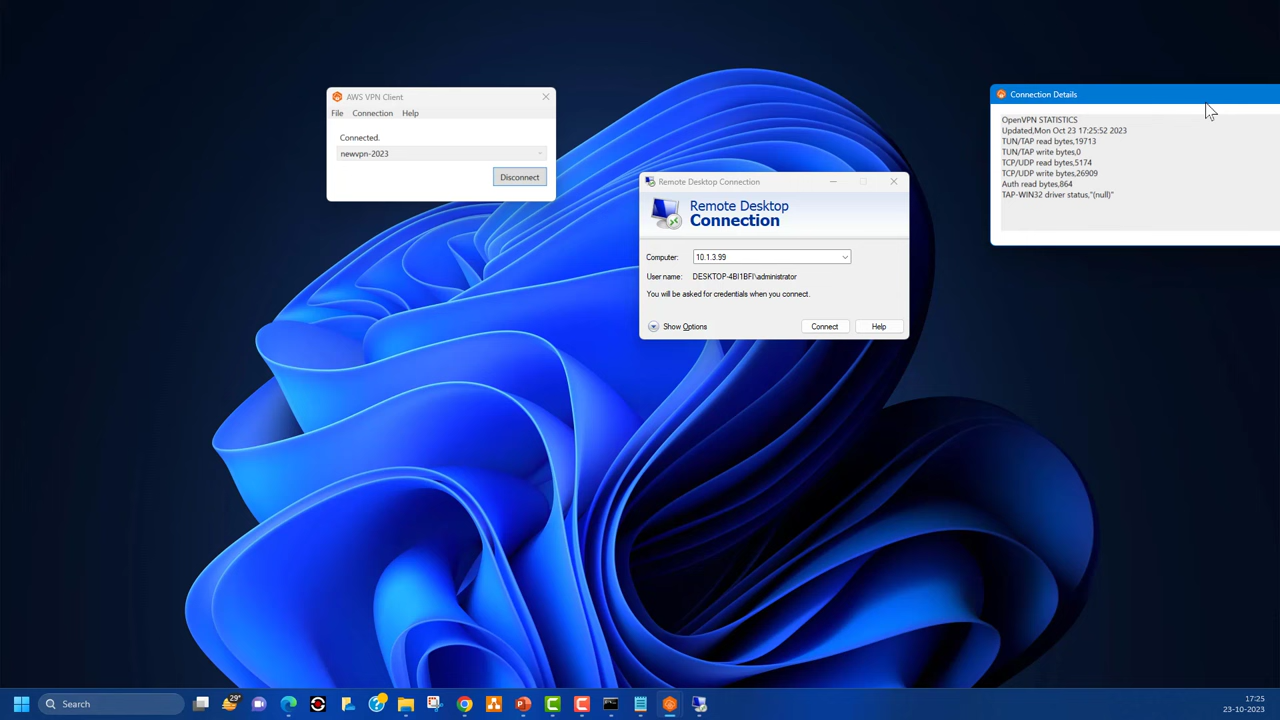 AWS VPN Client
File Connection Help
Connected.
newvpn-2023
Disconnect
Remote Desktop Connection
Remote Desktop
Connection
Computer: 10.1.3.99
User name: DESKTOP-4BI1BFI\administrator
You will be asked for credentials when you connect.
Show Options Connect Help
Connection Details
OpenVPN STATISTICS
Updated,Mon Oct 23 17:25:52 2023
TUN/TAP read bytes,19713
TUN/TAP write bytes,0
TCP/UDP read bytes,5174
TCP/UDP write bytes,26909
Auth read bytes,864
TAP-WIN32 driver status,"(null)"
Search
29°
17:25
23-10-2023